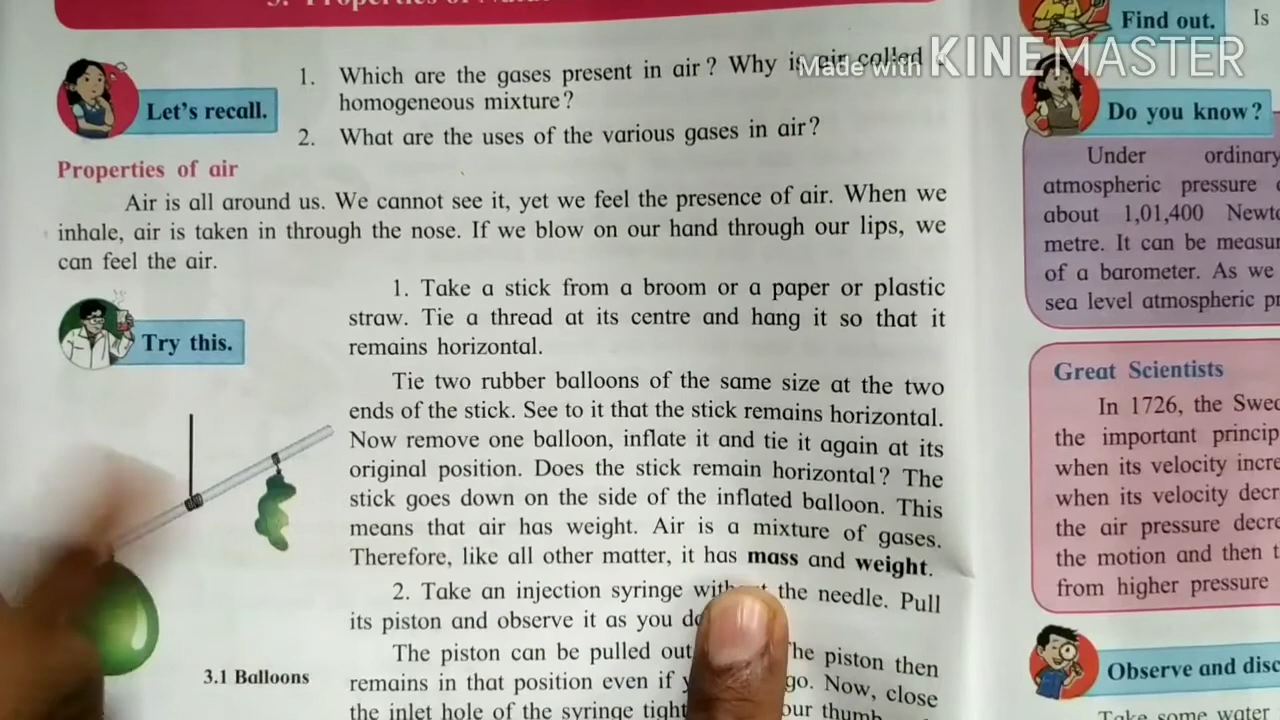 Let's recall.
1. Which are the gases present in air? Why is air called
homogeneous mixture?
2. What are the uses of the various gases in air?
Properties of air
Air is all around us. We cannot see it, yet we feel the presence of air. When we
inhale, air is taken in through the nose. If we blow on our hand through our lips, we
can feel the air.
Try this.
1. Take a stick from a broom or a paper or plastic
straw. Tie a thread at its centre and hang it so that it
remains horizontal.
Tie two rubber balloons of the same size at the two
ends of the stick. See to it that the stick remains horizontal.
Now remove one balloon, inflate it and tie it again at its
original position. Does the stick remain horizontal? The
stick goes down on the side of the inflated balloon. This
means that air has weight. Air is a mixture of gases.
Therefore, like all other matter, it has mass and weight.
2. Take an injection syringe the needle. Pull
its piston and observe it as you
The piston can be pulled out The piston then
remains in that position even if go. Now, close
the inlet hole of the syringe thumb
3.1 Balloons
Made with KINEMASTER
Find out. Is
Do you know?
Under ordinary
atmospheric pressure
about 1,01,400
metre. It can be
of a barometer. As we
sea level atmospheric
Great Scientists
In 1726, the
the important
when its velocity
when its velocity
the air pressure
the motion and then
from higher pressure
Observe and
Take some water